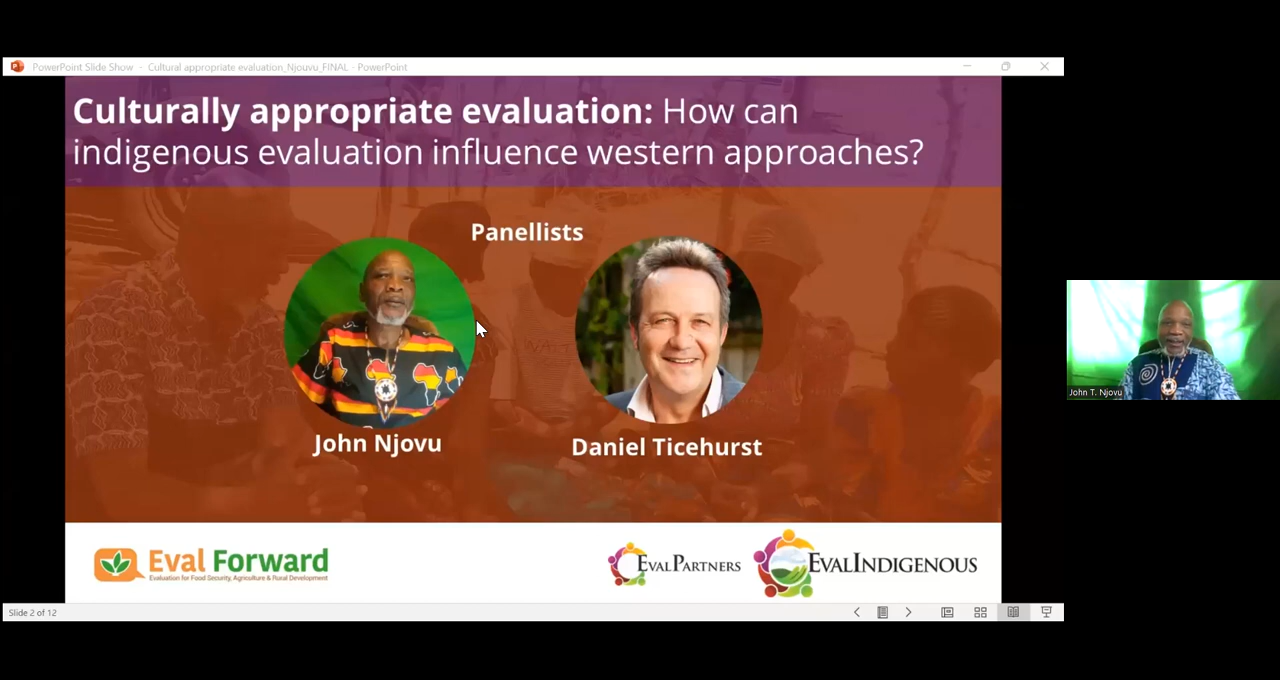 PowerPoint Slide Show - Cultural appropriate evaluation_Njouvu_FINAL - PowerPoint
Culturally appropriate evaluation: How can
indigenous evaluation influence western approaches?
Panellists
John Njovu
Daniel Ticehurst
John T. Njovu
Eval Forward
Evaluation for Food Security, Agriculture & Rural Development
EVALPARTNERS
EVALINDIGENOUS
Slide 2 of 12